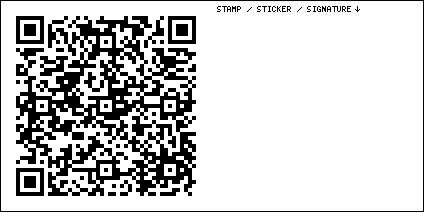 STAMP / STICKER / SIGNATURE ↓